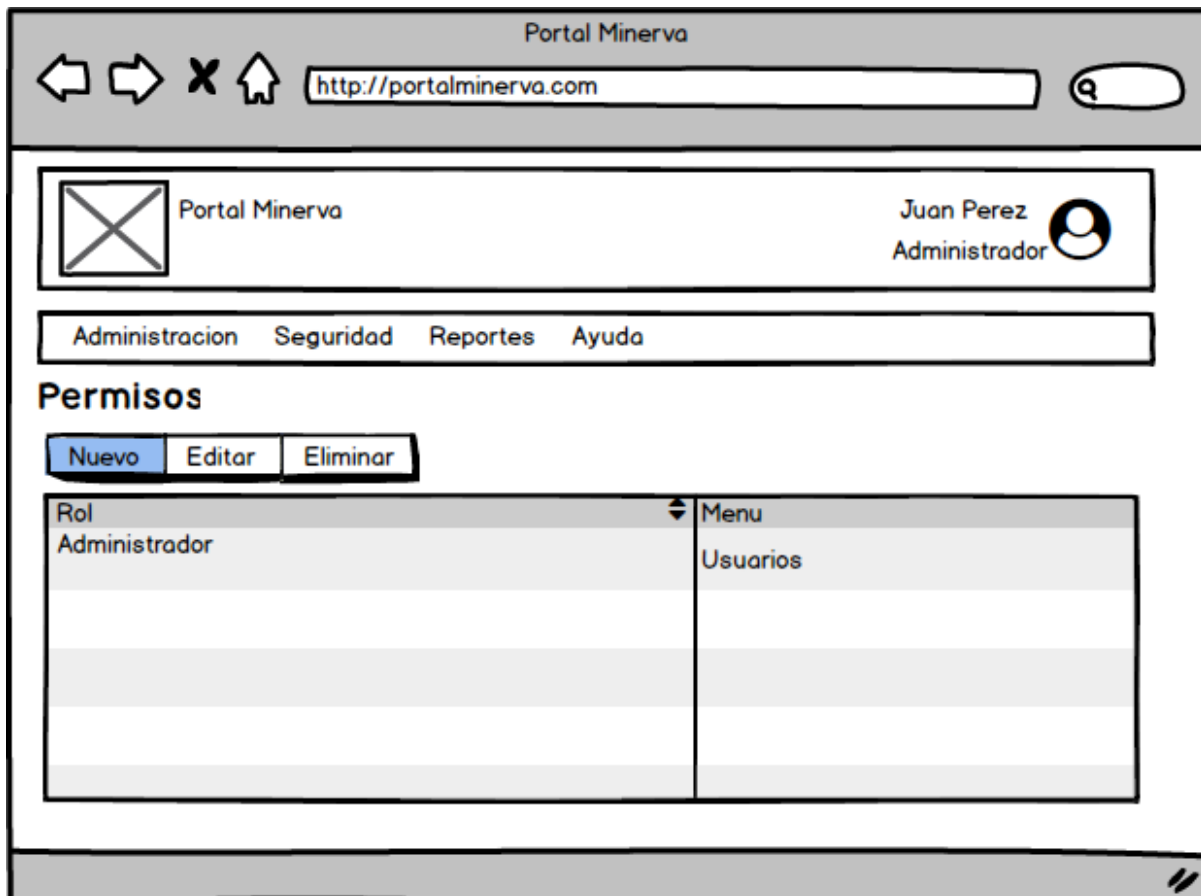 Portal Minerva
http://portalminerva.com
Portal Minerva
Juan Perez
Administrador
Administracion Seguridad Reportes Ayuda
Permisos
Nuevo Editar Eliminar
Rol Menu
Administrador Usuarios